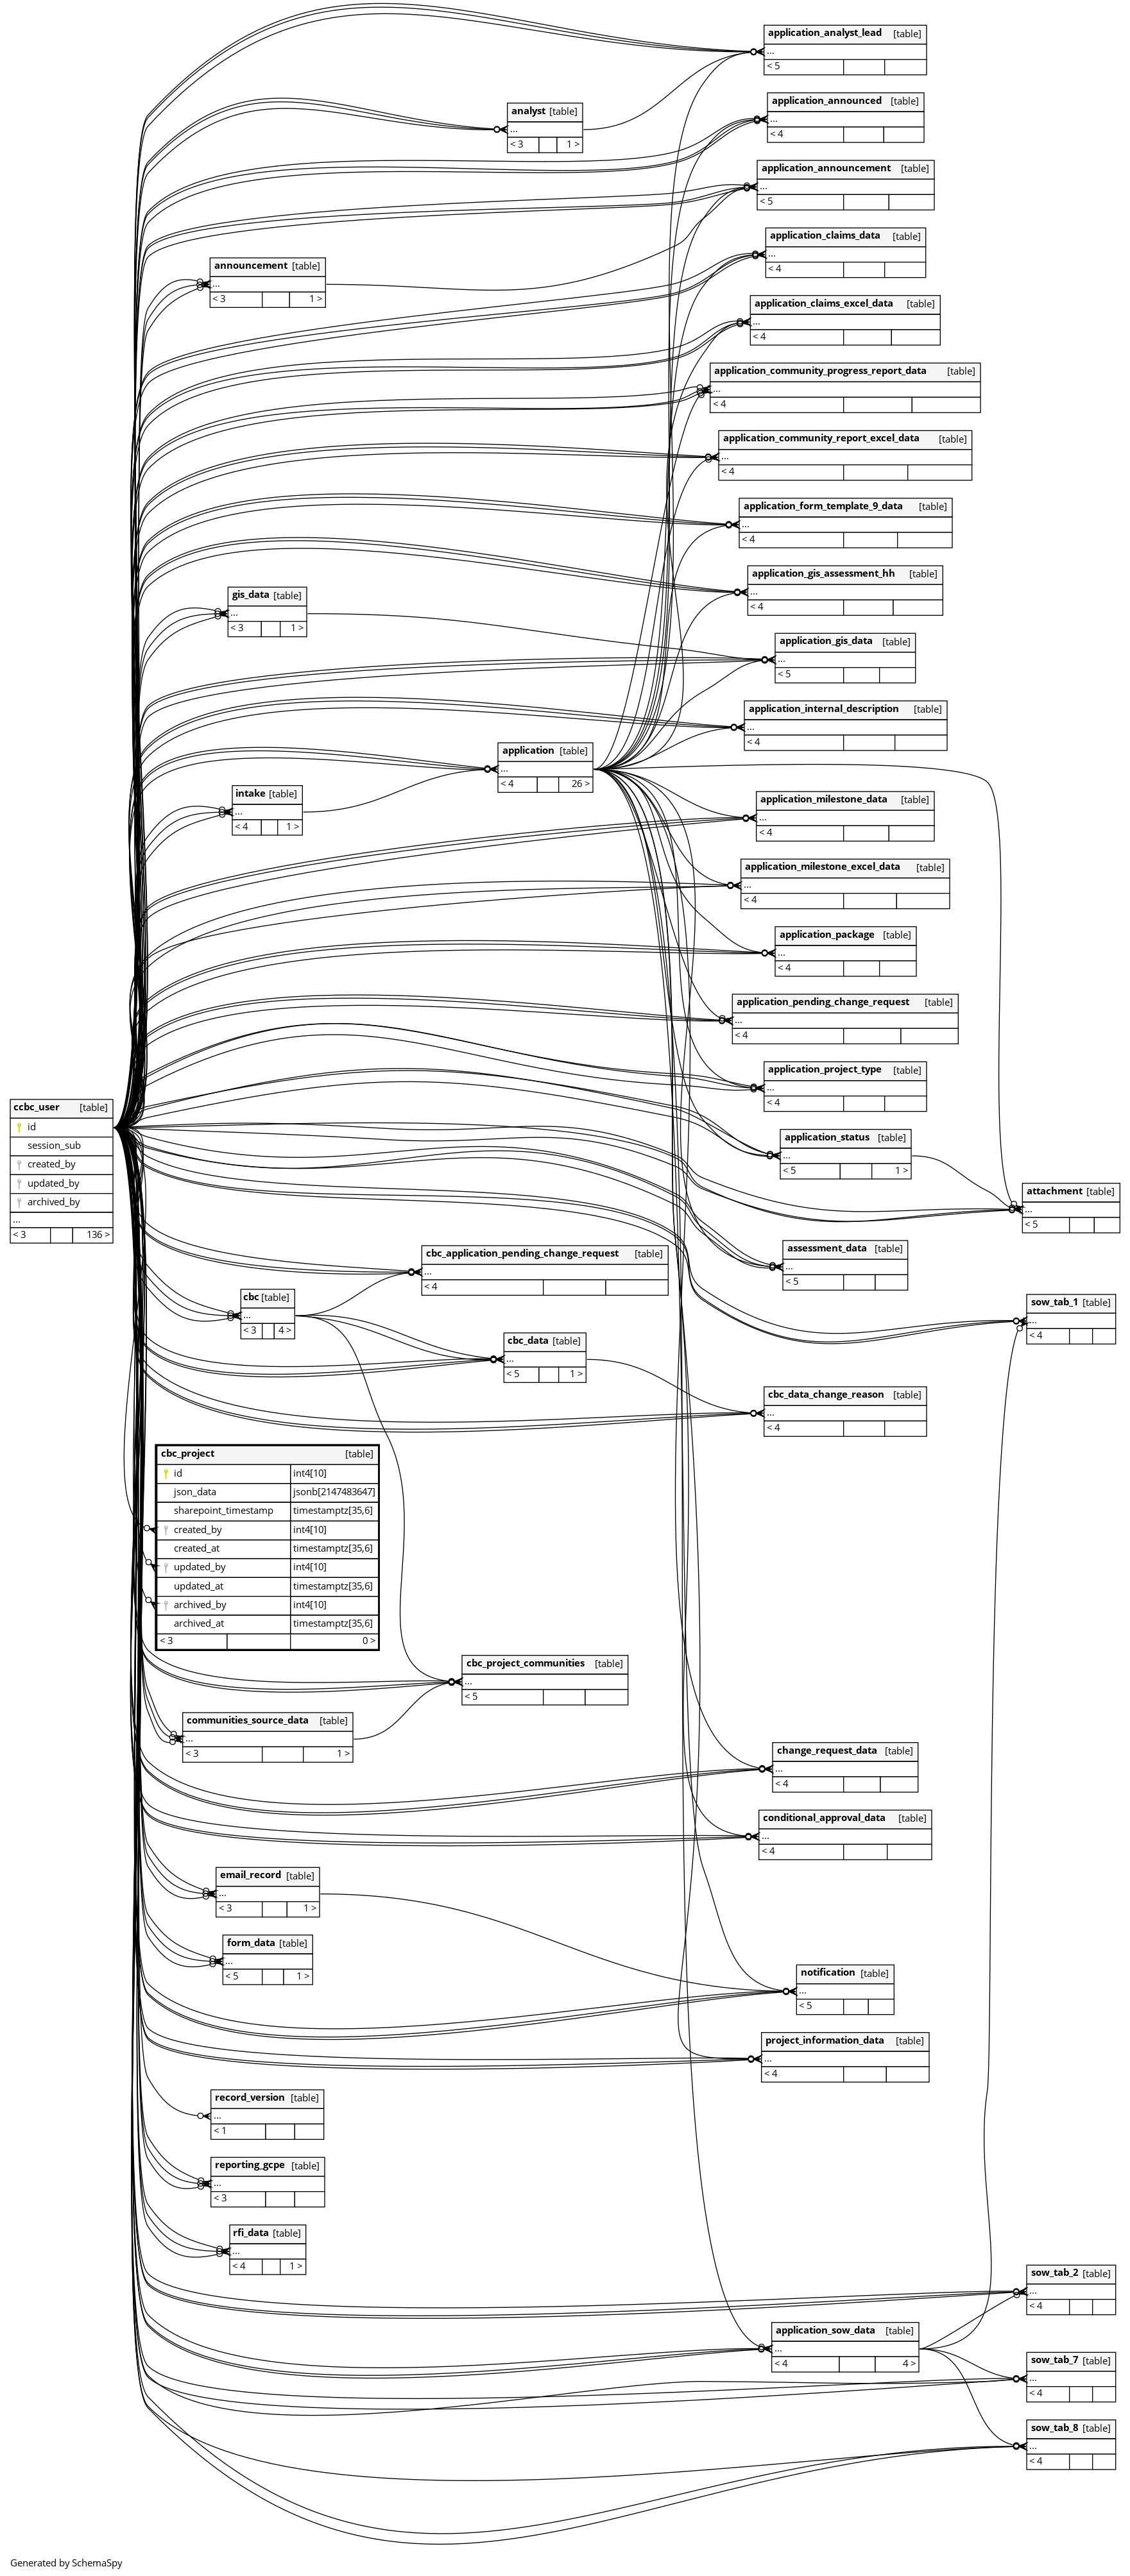 application_analyst_lead [table]
...
< 5
application_announced [table]
...
< 4
analyst [table]
...
< 3 1 >
application_announcement [table]
...
< 5
application_claims_data [table]
...
< 4
announcement [table]
...
< 3 1 >
application_claims_excel_data [table]
...
< 4
application_community_progress_report_data [table]
...
< 4
application_community_report_excel_data [table]
...
< 4
application_form_template_9_data [table]
...
< 4
application_gis_assessment_hh [table]
...
< 4
gis_data [table]
...
< 3 1 >
application_gis_data [table]
...
< 5
application_internal_description [table]
...
< 4
application [table]
...
< 4 26 >
intake [table]
...
< 4 1 >
application_milestone_data [table]
...
< 4
application_milestone_excel_data [table]
...
< 4
application_package [table]
...
< 4
application_pending_change_request [table]
...
< 4
application_project_type [table]
...
< 4
ccbc_user [table]
id
session_sub
created_by
updated_by
archived_by
...
< 3 136 >
application_status [table]
...
< 5 1 >
attachment [table]
...
< 5
assessment_data [table]
...
< 5
cbc_application_pending_change_request [table]
...
< 4
cbc [table]
...
< 3 4 >
sow_tab_1 [table]
...
< 4
cbc_data [table]
...
< 5 1 >
cbc_data_change_reason [table]
...
< 4
cbc_project [table]
id int4[10]
json_data jsonb[2147483647]
sharepoint_timestamp timestamptz[35,6]
created_by int4[10]
created_at timestamptz[35,6]
updated_by int4[10]
updated_at timestamptz[35,6]
archived_by int4[10]
archived_at timestamptz[35,6]
< 3 0 >
cbc_project_communities [table]
...
< 5
communities_source_data [table]
...
< 3 1 >
change_request_data [table]
...
< 4
conditional_approval_data [table]
...
< 4
email_record [table]
...
< 3 1 >
form_data [table]
...
< 5 1 >
notification [table]
...
< 5
project_information_data [table]
...
< 4
record_version [table]
...
< 1
reporting_gcpe [table]
...
< 3
rfi_data [table]
...
< 4 1 >
sow_tab_2 [table]
...
< 4
application_sow_data [table]
...
< 4 4 >
sow_tab_7 [table]
...
< 4
sow_tab_8 [table]
...
< 4
Generated by SchemaSpy